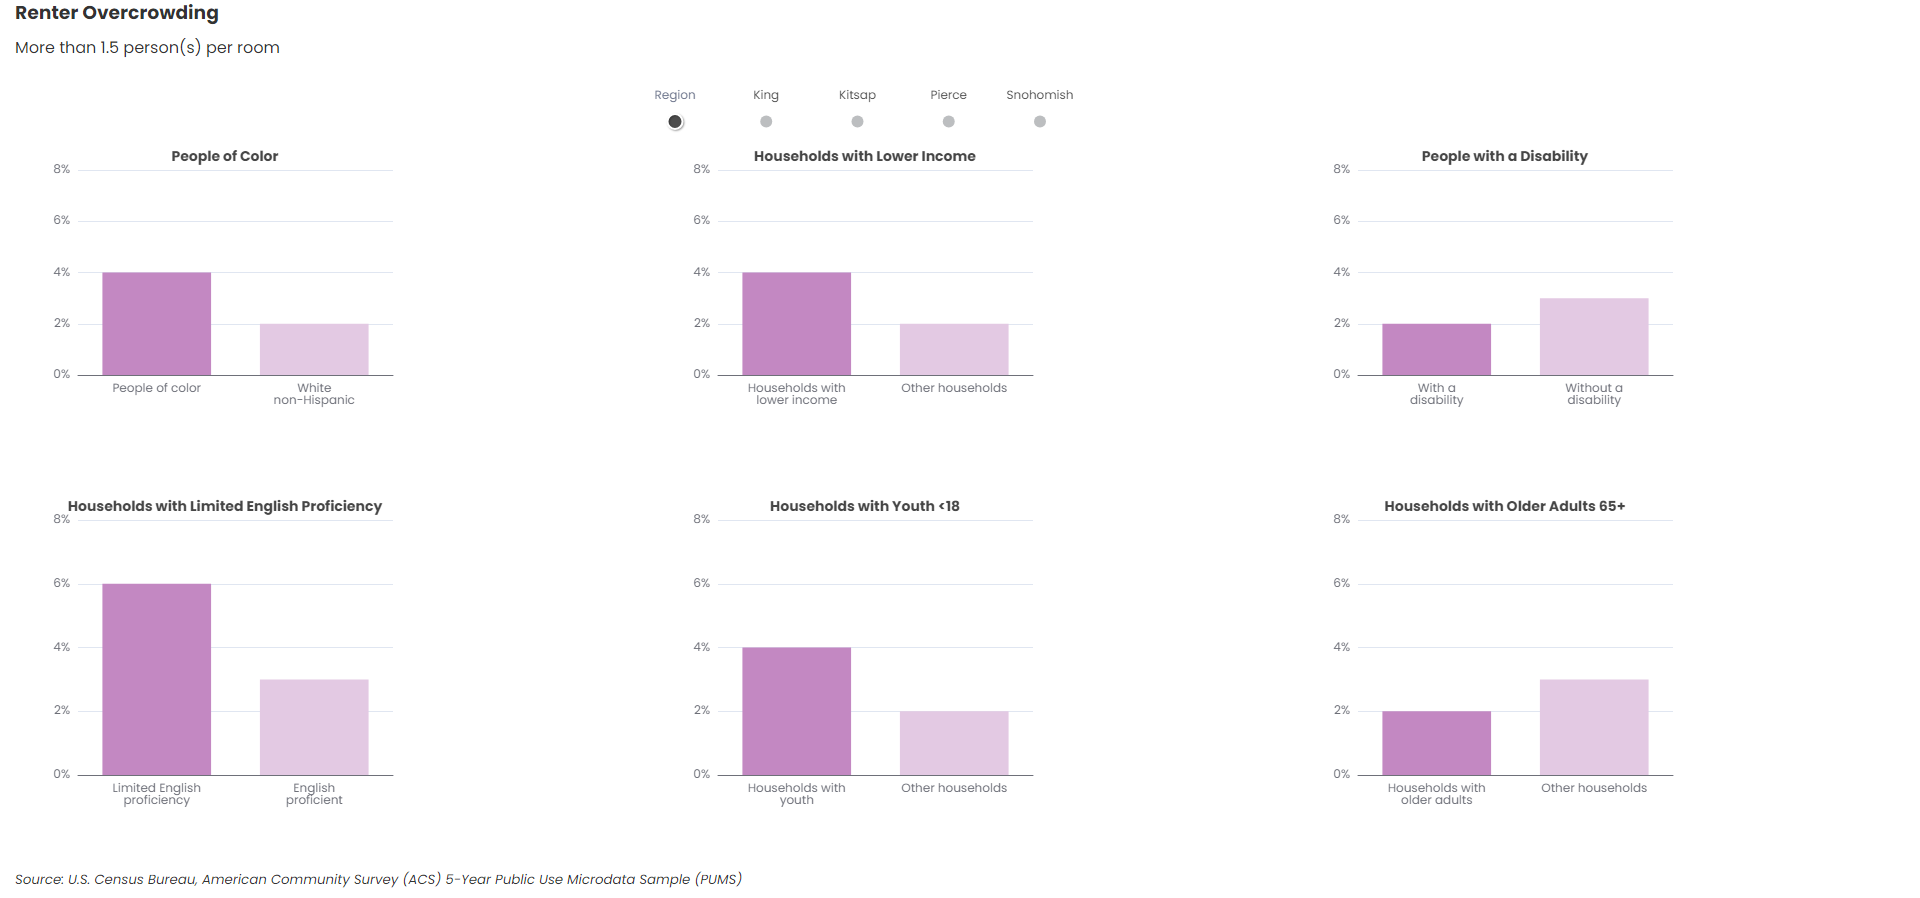 Renter Overcrowding
More than 1.5 person(s) per room
Region King Kitsap Pierce Snohomish
People of Color
8%
6%
4%
2%
0%
People of color
White
non-Hispanic
Households with Lower Income
8%
6%
4%
2%
0%
Households with
lower income
Other households
People with a Disability
8%
6%
4%
2%
0%
With a
disability
Without a
disability
Households with Limited English Proficiency
8%
6%
4%
2%
0%
Limited English
proficiency
English
proficient
Households with Youth <18
8%
6%
4%
2%
0%
Households with
youth
Other households
Households with Older Adults 65+
8%
6%
4%
2%
0%
Households with
older adults
Other households
Source: U.S. Census Bureau, American Community Survey (ACS) 5-Year Public Use Microdata Sample (PUMS)